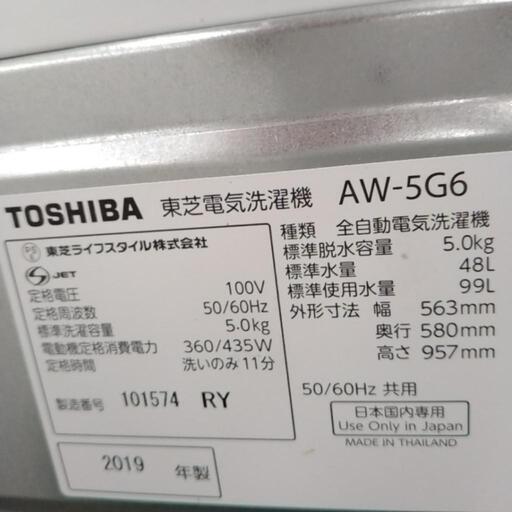 TOSHIBA 東芝電気洗濯機 AW-5G6
東芝ライフスタイル株式会社
JET
定格電圧 100V
定格周波数 50/60Hz
標準洗濯容量 5.0kg
電動機定格消費電力 360/435W
定格時間 洗いのみ 11分
製造番号 101574 RY
2019 年製
種類 全自動電気洗濯機
標準脱水容量 5.0kg
標準水量 48L
標準使用水量 99L
外形寸法 幅 563mm
奥行 580mm
高さ 957mm
50/60Hz 共用
日本国内専用
Use Only in Japan
MADE IN THAILAND